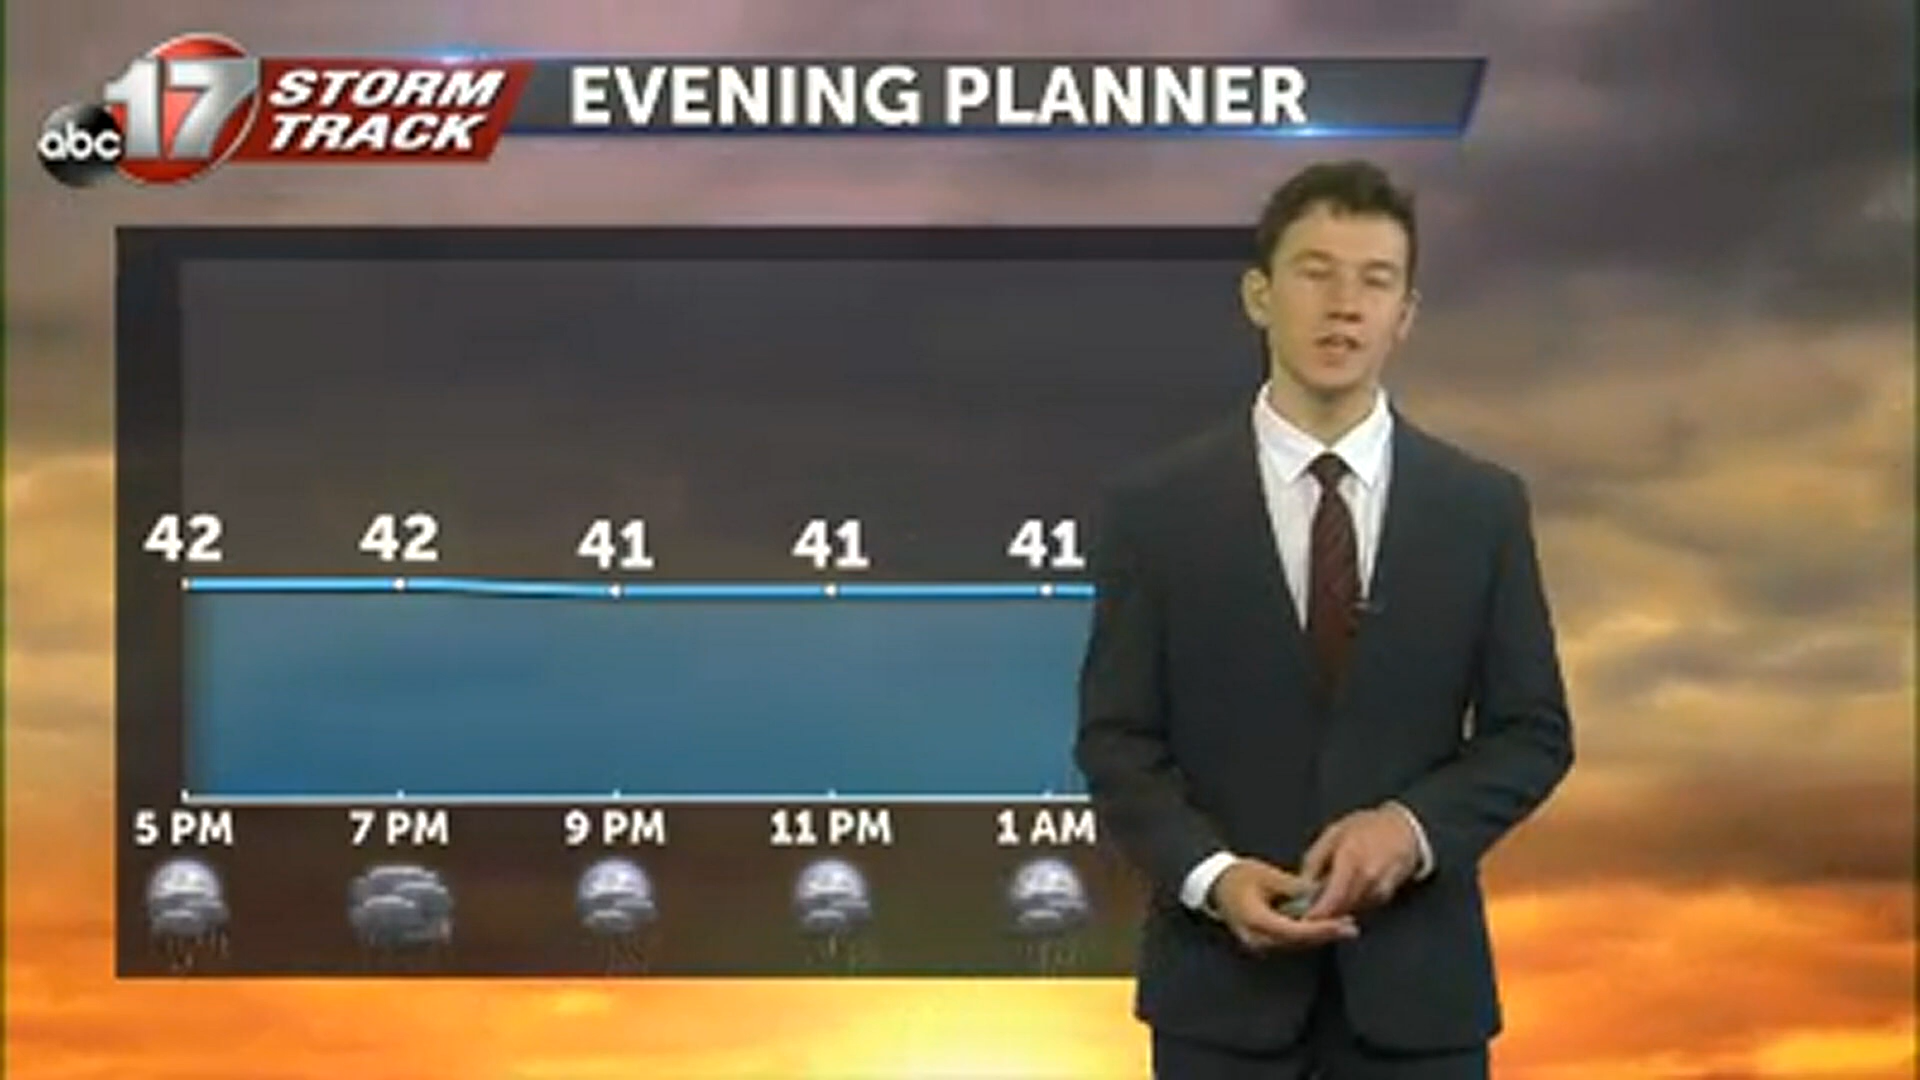 abc 17 STORM TRACK
EVENING PLANNER
42 42 41 41 41
5 PM 7 PM 9 PM 11 PM 1 AM